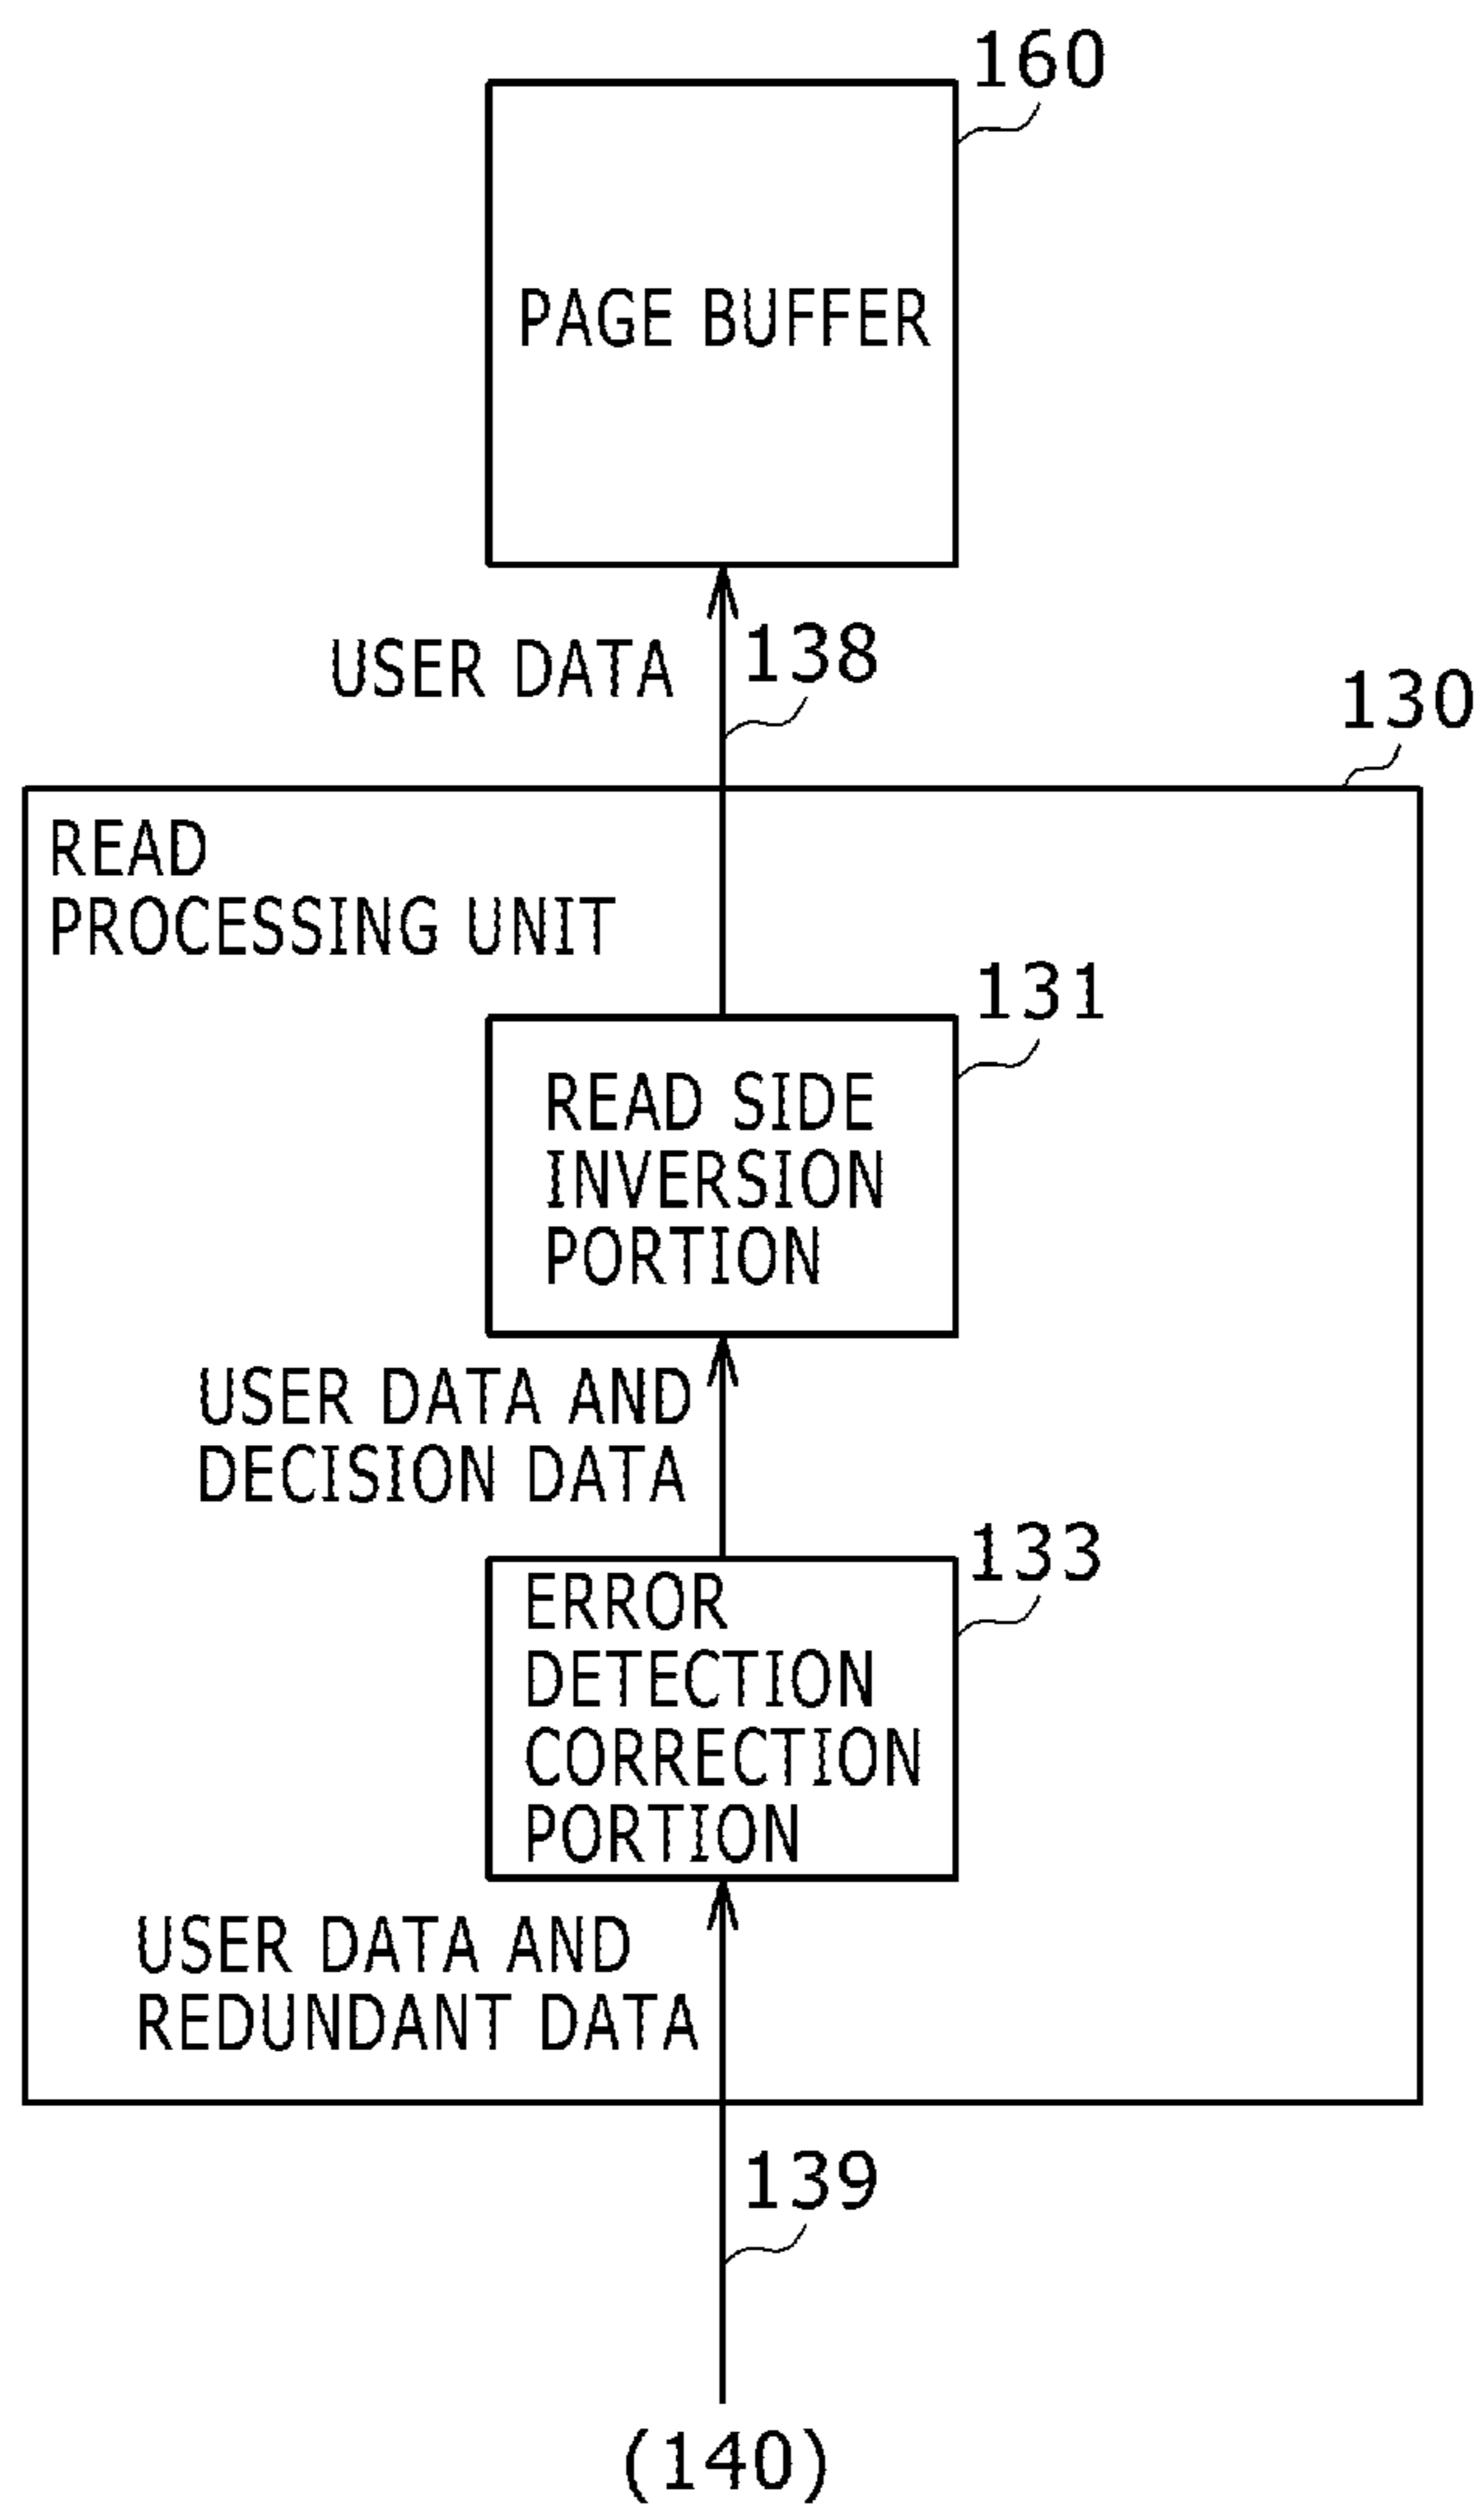 160
PAGE BUFFER
USER DATA
138
130
READ
PROCESSING UNIT
131
READ SIDE
INVERSION
PORTION
USER DATA AND
DECISION DATA
133
ERROR
DETECTION
CORRECTION
PORTION
USER DATA AND
REDUNDANT DATA
139
(140)